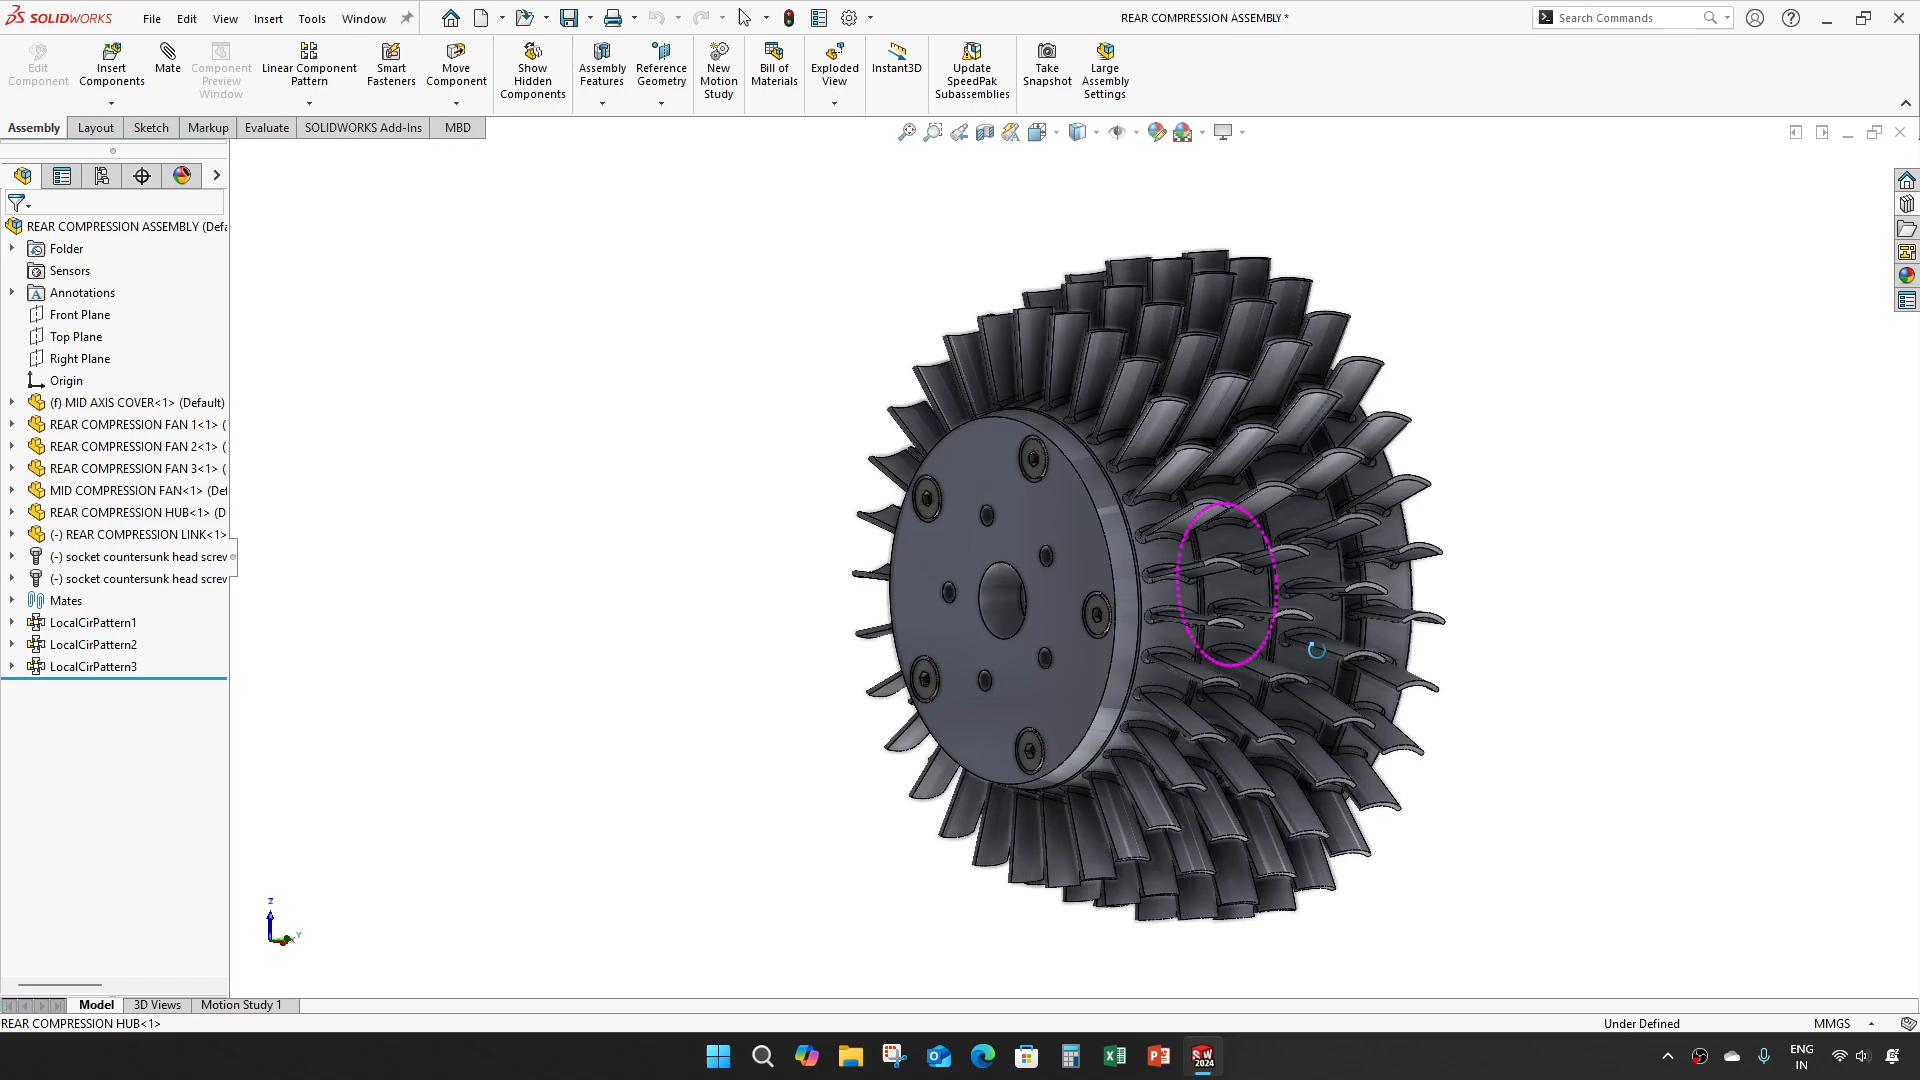 SOLIDWORKS
File Edit View Insert Tools Window
REAR COMPRESSION ASSEMBLY *
Search Commands
Edit Component
Insert Components
Mate
Component Preview Window
Linear Component Pattern
Smart Fasteners
Move Component
Show Hidden Components
Assembly Features
Reference Geometry
New Motion Study
Bill of Materials
Exploded View
Instant3D
Update SpeedPak Subassemblies
Take Snapshot
Large Assembly Settings
Assembly Layout Sketch Markup Evaluate SOLIDWORKS Add-Ins MBD
REAR COMPRESSION ASSEMBLY (Defa
Folder
Sensors
Annotations
Front Plane
Top Plane
Right Plane
Origin
(f) MID AXIS COVER<1> (Default)
REAR COMPRESSION FAN 1<1> (
REAR COMPRESSION FAN 2<1> (
REAR COMPRESSION FAN 3<1> (
MID COMPRESSION FAN<1> (Def
REAR COMPRESSION HUB<1> (D
(-) REAR COMPRESSION LINK<1>
(-) socket countersunk head screw
(-) socket countersunk head screw
Mates
LocalCirPattern1
LocalCirPattern2
LocalCirPattern3
Z
Y
X
Model 3D Views Motion Study 1
REAR COMPRESSION HUB<1>
Under Defined
MMGS
SW 2024
ENG
IN